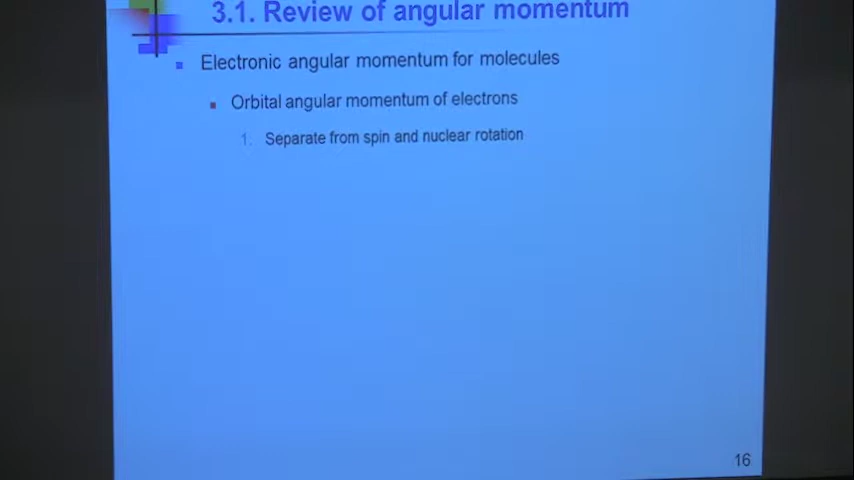 3.1. Review of angular momentum
Electronic angular momentum for molecules
Orbital angular momentum of electrons
1. Separate from spin and nuclear rotation
16